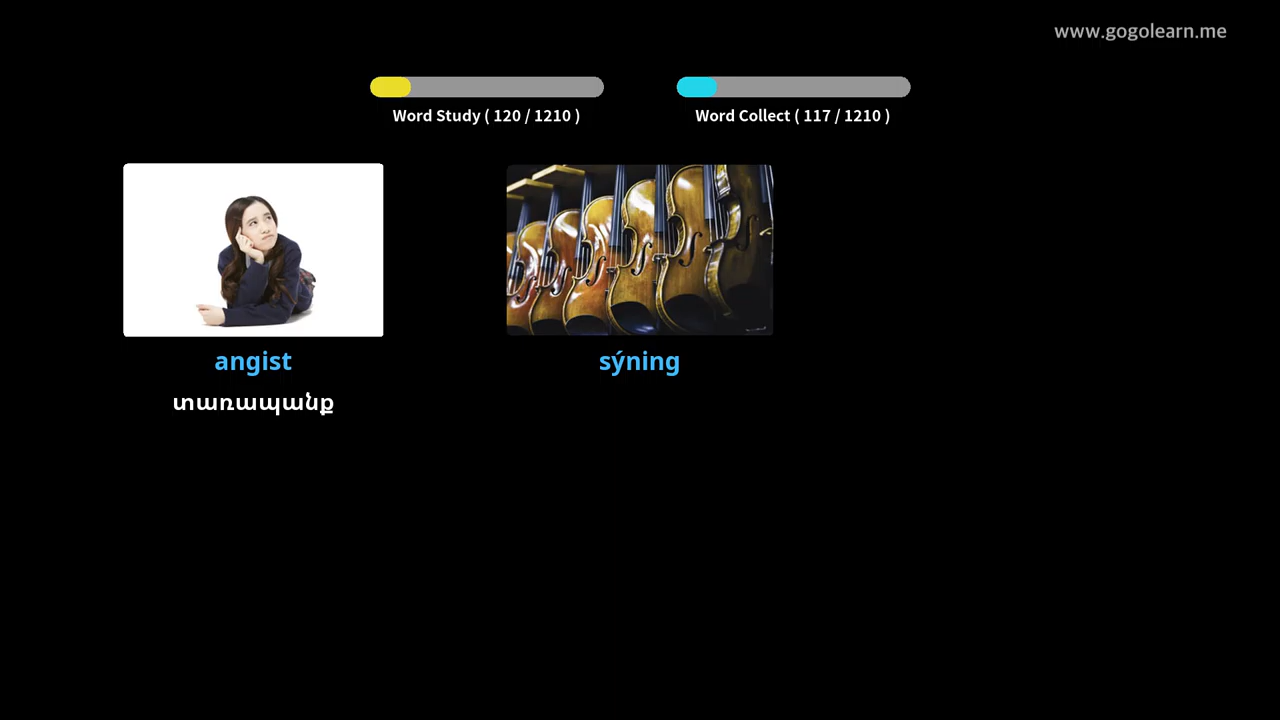 www.gogolearn.me
Word Study ( 120 / 1210 )
Word Collect ( 117 / 1210 )
angist
sýning
տառապանք